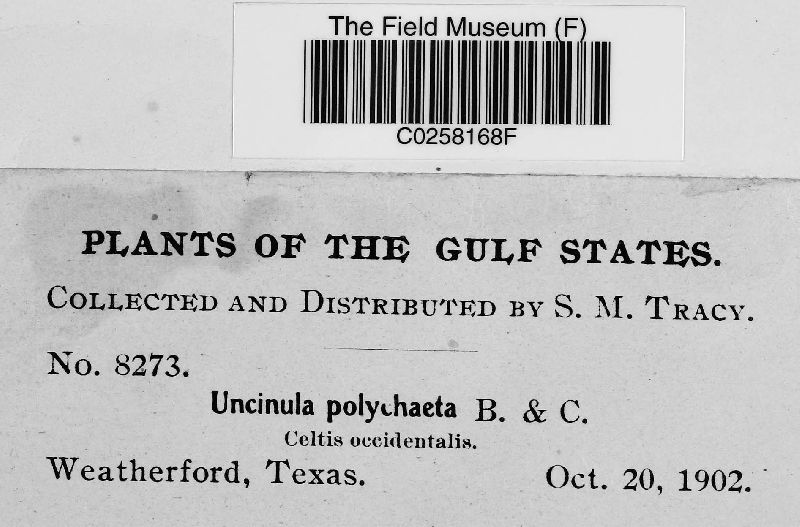 The Field Museum (F)
C0258168F
PLANTS OF THE GULF STATES.
COLLECTED AND DISTRIBUTED BY S. M. TRACY.
No. 8273.
Uncinula polychaeta B. & C.
Celtis occidentalis.
Weatherford, Texas. Oct. 20, 1902.